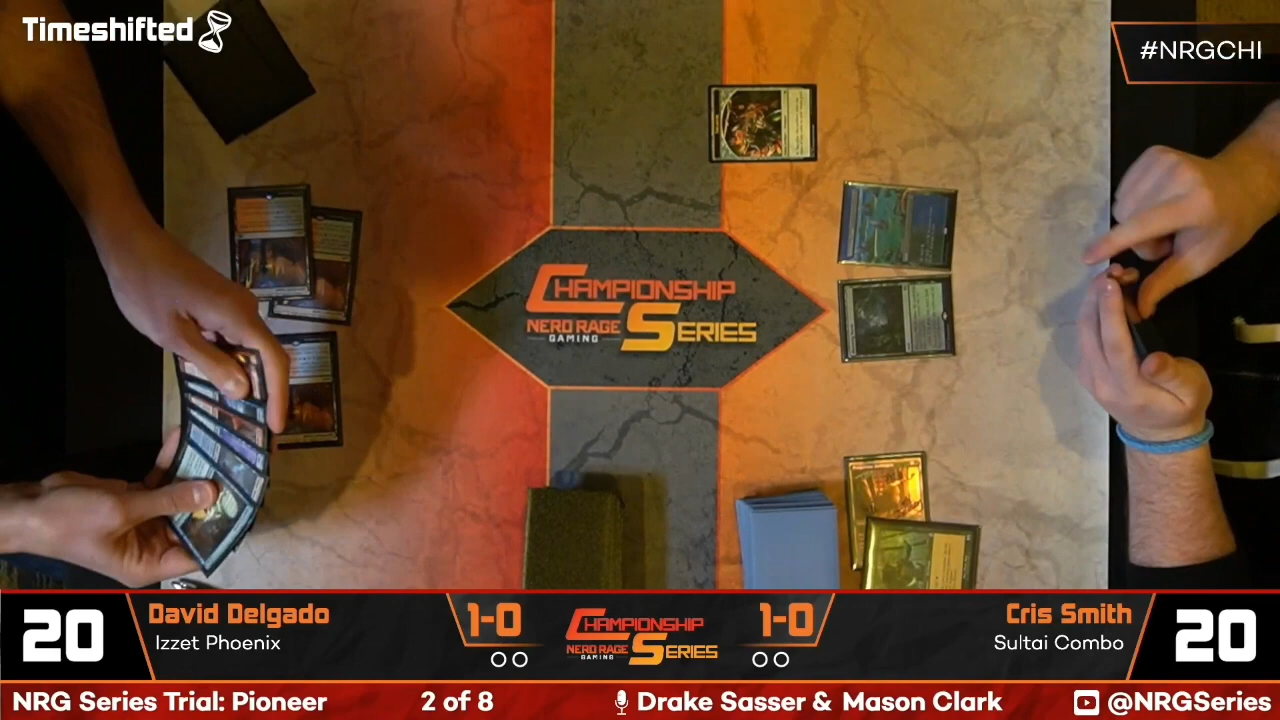 Timeshifted
#NRGCHI
CHAMPIONSHIP
NERD RAGE
GAMING
SERIES
20
David Delgado
Izzet Phoenix
1-0
CHAMPIONSHIP
NERD RAGE
GAMING
SERIES
1-0
Cris Smith
Sultai Combo
20
NRG Series Trial: Pioneer
2 of 8
Drake Sasser & Mason Clark
@NRGSeries